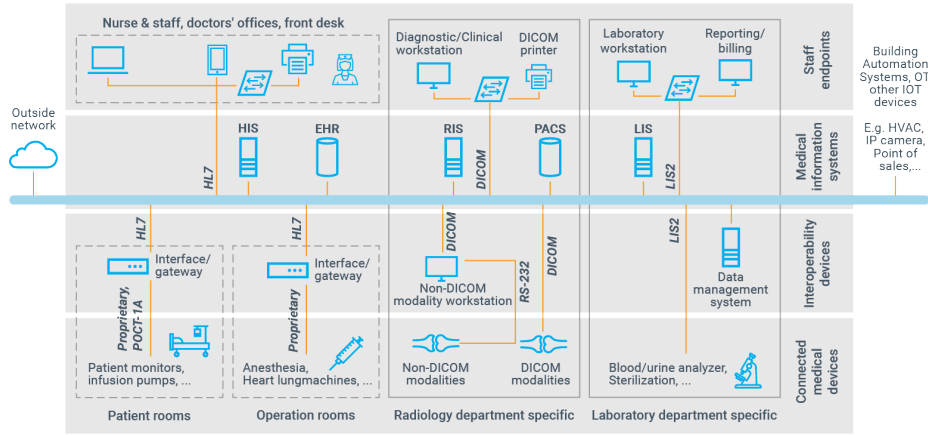 Nurse & staff, doctors' offices, front desk
Diagnostic/Clinical
workstation
DICOM
printer
Laboratory
workstation
Reporting/
billing
Staff
endpoints
Building
Automation
Systems, OT
other IOT
devices
E.g. HVAC,
IP camera,
Point of
sales,...
Outside
network
HL7
HIS
EHR
RIS
DICOM
PACS
LIS
LIS2
Medical
information
systems
HL7
HL7
DICOM
DICOM
LIS2
Interface/
gateway
Interface/
gateway
Non-DICOM
modality workstation
RS-232
Data
management
system
Interoperability
devices
Proprietary,
POCT-1A
Proprietary
Patient monitors,
infusion pumps, ...
Anesthesia,
Heart lungmachines, ...
Non-DICOM
modalities
DICOM
modalities
Blood/urine analyzer,
Sterilization, ...
Connected
medical
devices
Patient rooms
Operation rooms
Radiology department specific
Laboratory department specific